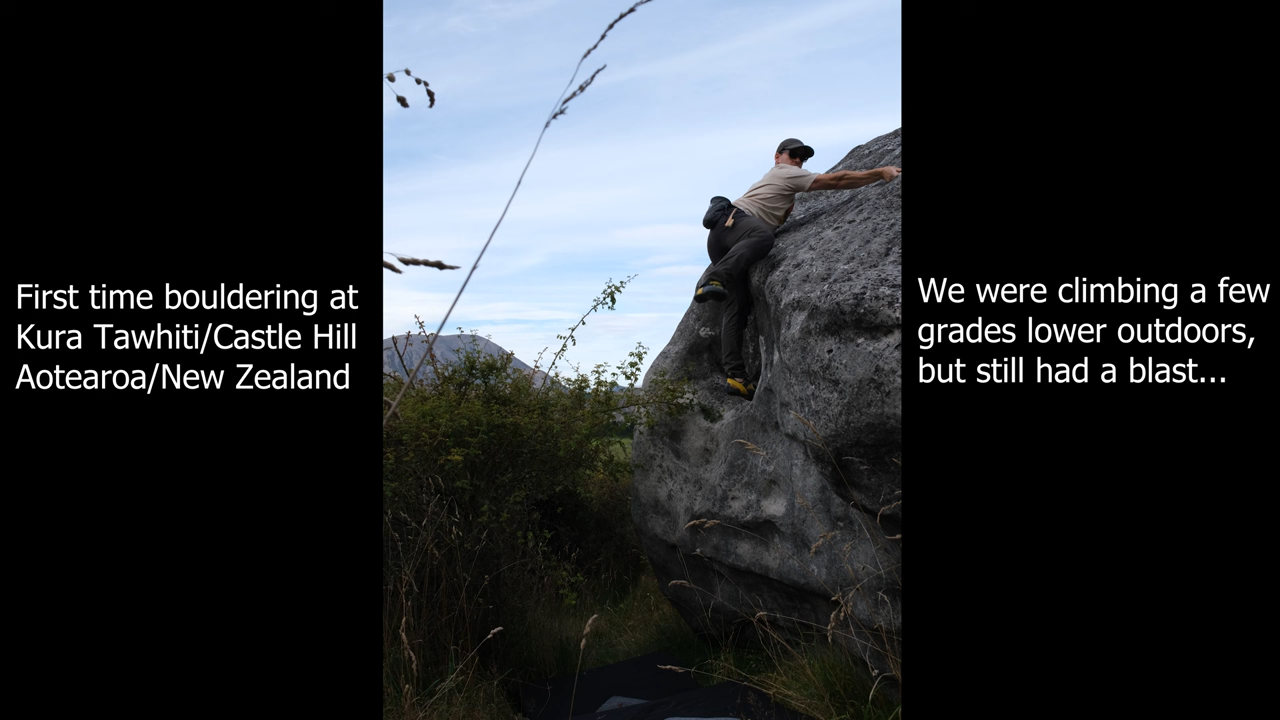 First time bouldering at
Kura Tawhiti/Castle Hill
Aotearoa/New Zealand
We were climbing a few
grades lower outdoors,
but still had a blast...